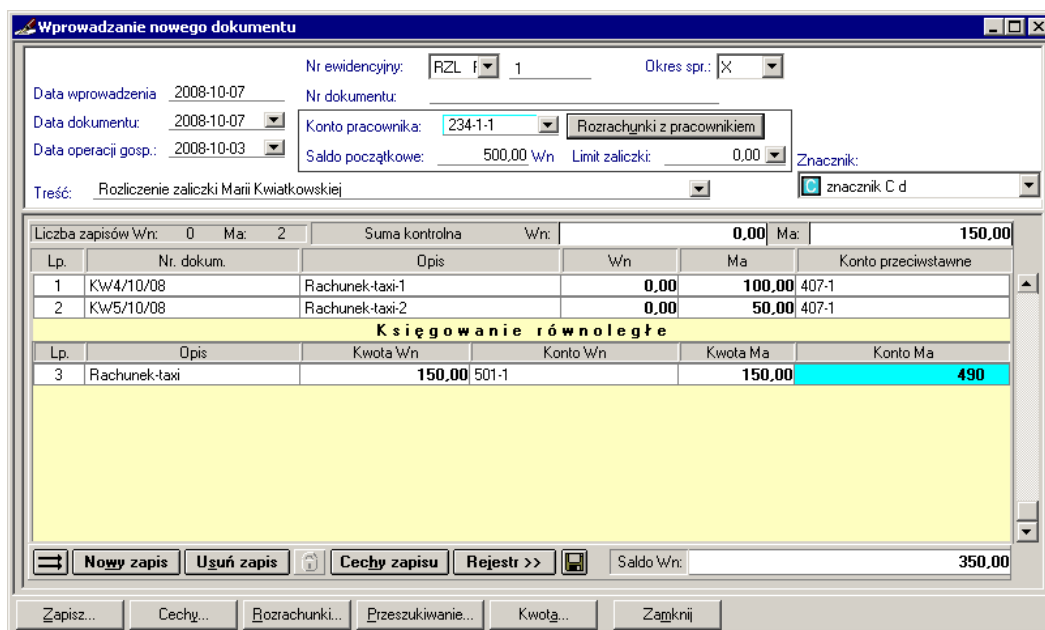 Wprowadzanie nowego dokumentu
Nr ewidencyjny: RZL 1 Okres spr.: X
Data wprowadzenia 2008-10-07 Nr dokumentu:
Data dokumentu: 2008-10-07 Konto pracownika: 234-1-1 Rozrachunki z pracownikiem
Data operacji gosp.: 2008-10-03 Saldo początkowe: 500,00 Wn Limit zaliczki: 0,00 Znacznik:
Treść: Rozliczenie zaliczki Marii Kwiatkowskiej C znacznik C d
Liczba zapisów Wn: 0 Ma: 2 Suma kontrolna Wn: 0,00 Ma: 150,00
Lp. Nr. dokum. Opis Wn Ma Konto przeciwstawne
1 KW4/10/08 Rachunek-taxi-1 0,00 100,00 407-1
2 KW5/10/08 Rachunek-taxi-2 0,00 50,00 407-1
Księgowanie równoległe
Lp. Opis Kwota Wn Konto Wn Kwota Ma Konto Ma
3 Rachunek-taxi 150,00 501-1 150,00 490
Nowy zapis Usuń zapis Cechy zapisu Rejestr >> Saldo Wn: 350,00
Zapisz... Cechy... Rozrachunki... Przeszukiwanie... Kwota... Zamknij